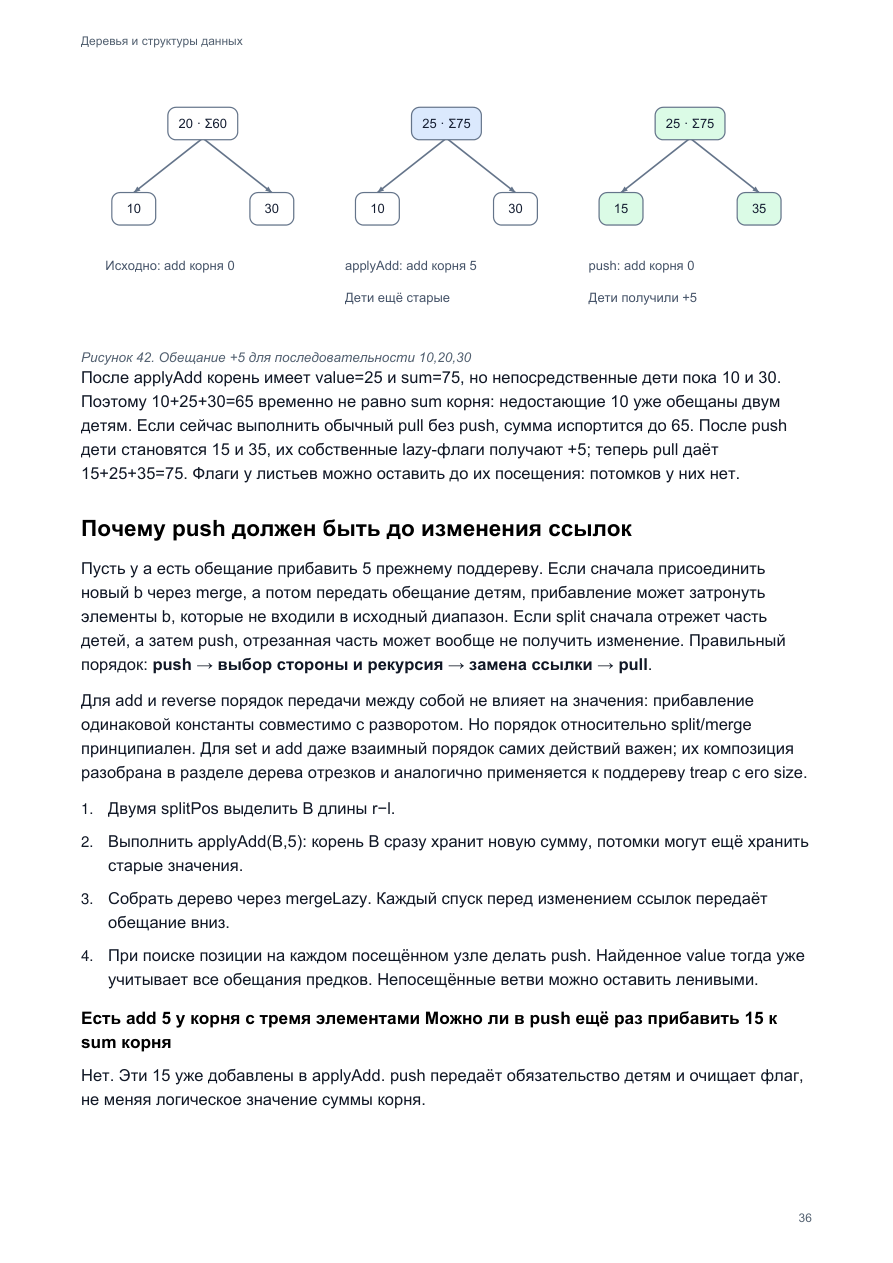 Деревья и структуры данных
20 · Σ60
25 · Σ75
25 · Σ75
10
30
10
30
15
35
Исходно: add корня 0
applyAdd: add корня 5
push: add корня 0
Дети ещё старые
Дети получили +5
Рисунок 42. Обещание +5 для последовательности 10,20,30
После applyAdd корень имеет value=25 и sum=75, но непосредственные дети пока 10 и 30.
Поэтому 10+25+30=65 временно не равно sum корня: недостающие 10 уже обещаны двум
детям. Если сейчас выполнить обычный pull без push, сумма испортится до 65. После push
дети становятся 15 и 35, их собственные lazy-флаги получают +5; теперь pull даёт
15+25+35=75. Флаги у листьев можно оставить до их посещения: потомков у них нет.
Почему push должен быть до изменения ссылок
Пусть у a есть обещание прибавить 5 прежнему поддереву. Если сначала присоединить
новый b через merge, а потом передать обещание детям, прибавление может затронуть
элементы b, которые не входили в исходный диапазон. Если split сначала отрежет часть
детей, а затем push, отрезанная часть может вообще не получить изменение. Правильный
порядок: push → выбор стороны и рекурсия → замена ссылки → pull.
Для add и reverse порядок передачи между собой не влияет на значения: прибавление
одинаковой константы совместимо с разворотом. Но порядок относительно split/merge
принципиален. Для set и add даже взаимный порядок самих действий важен; их композиция
разобрана в разделе дерева отрезков и аналогично применяется к поддереву treap с его size.
1. Двумя splitPos выделить B длины r−l.
2. Выполнить applyAdd(B,5): корень B сразу хранит новую сумму, потомки могут ещё хранить
старые значения.
3. Собрать дерево через mergeLazy. Каждый спуск перед изменением ссылок передаёт
обещание вниз.
4. При поиске позиции на каждом посещённом узле делать push. Найденное value тогда уже
учитывает все обещания предков. Непосещённые ветви можно оставить ленивыми.
Есть add 5 у корня с тремя элементами Можно ли в push ещё раз прибавить 15 к
sum корня
Нет. Эти 15 уже добавлены в applyAdd. push передаёт обязательство детям и очищает флаг,
не меняя логическое значение суммы корня.
36